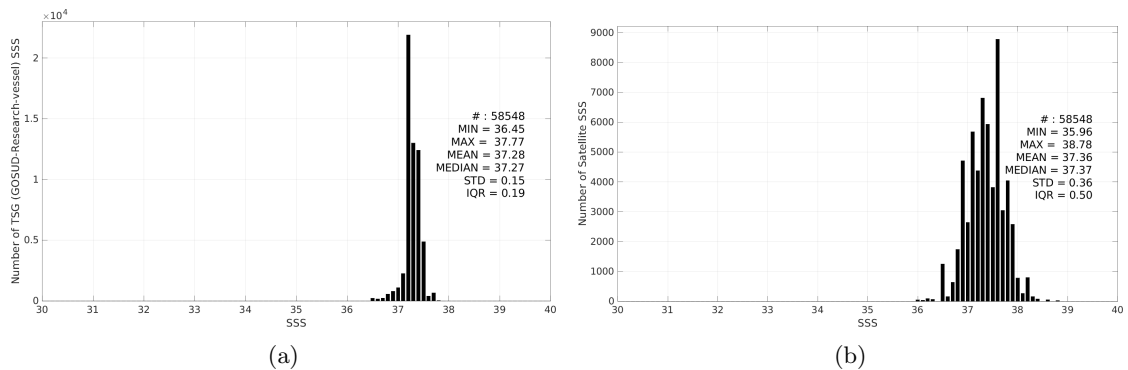 ×10⁴
Number of TSG (GOSUD-Research-vessel) SSS
2
1.5
1
0.5
0
# : 58548
MIN = 36.45
MAX = 37.77
MEAN = 37.28
MEDIAN = 37.27
STD = 0.15
IQR = 0.19
30 31 32 33 34 35 36 37 38 39 40
SSS
(a)
Number of Satellite SSS
9000
8000
7000
6000
5000
4000
3000
2000
1000
0
# : 58548
MIN = 35.96
MAX = 38.78
MEAN = 37.36
MEDIAN = 37.37
STD = 0.36
IQR = 0.50
30 31 32 33 34 35 36 37 38 39 40
SSS
(b)